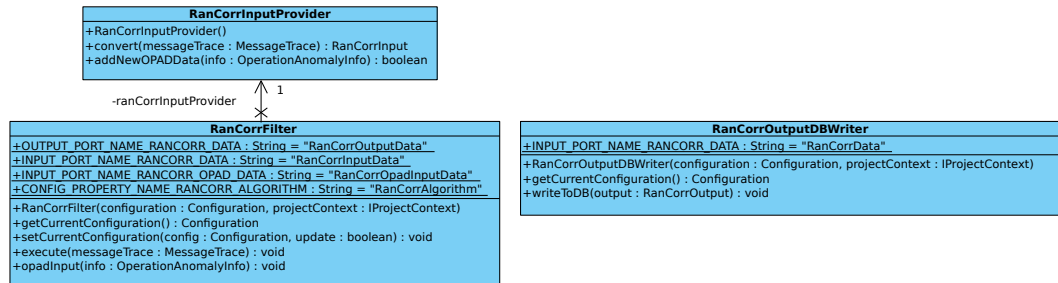 RanCorrInputProvider
+RanCorrInputProvider()
+convert(messageTrace : MessageTrace) : RanCorrInput
+addNewOPADData(info : OperationAnomalyInfo) : boolean
1
-ranCorrInputProvider
RanCorrFilter
+OUTPUT_PORT_NAME_RANCORR_DATA : String = "RanCorrOutputData"
+INPUT_PORT_NAME_RANCORR_DATA : String = "RanCorrInputData"
+INPUT_PORT_NAME_RANCORR_OPAD_DATA : String = "RanCorrOpadInputData"
+CONFIG_PROPERTY_NAME_RANCORR_ALGORITHM : String = "RanCorrAlgorithm"
+RanCorrFilter(configuration : Configuration, projectContext : IProjectContext)
+getCurrentConfiguration() : Configuration
+setCurrentConfiguration(config : Configuration, update : boolean) : void
+execute(messageTrace : MessageTrace) : void
+opadInput(info : OperationAnomalyInfo) : void
RanCorrOutputDBWriter
+INPUT_PORT_NAME_RANCORR_DATA : String = "RanCorrData"
+RanCorrOutputDBWriter(configuration : Configuration, projectContext : IProjectContext)
+getCurrentConfiguration() : Configuration
+writeToDB(output : RanCorrOutput) : void